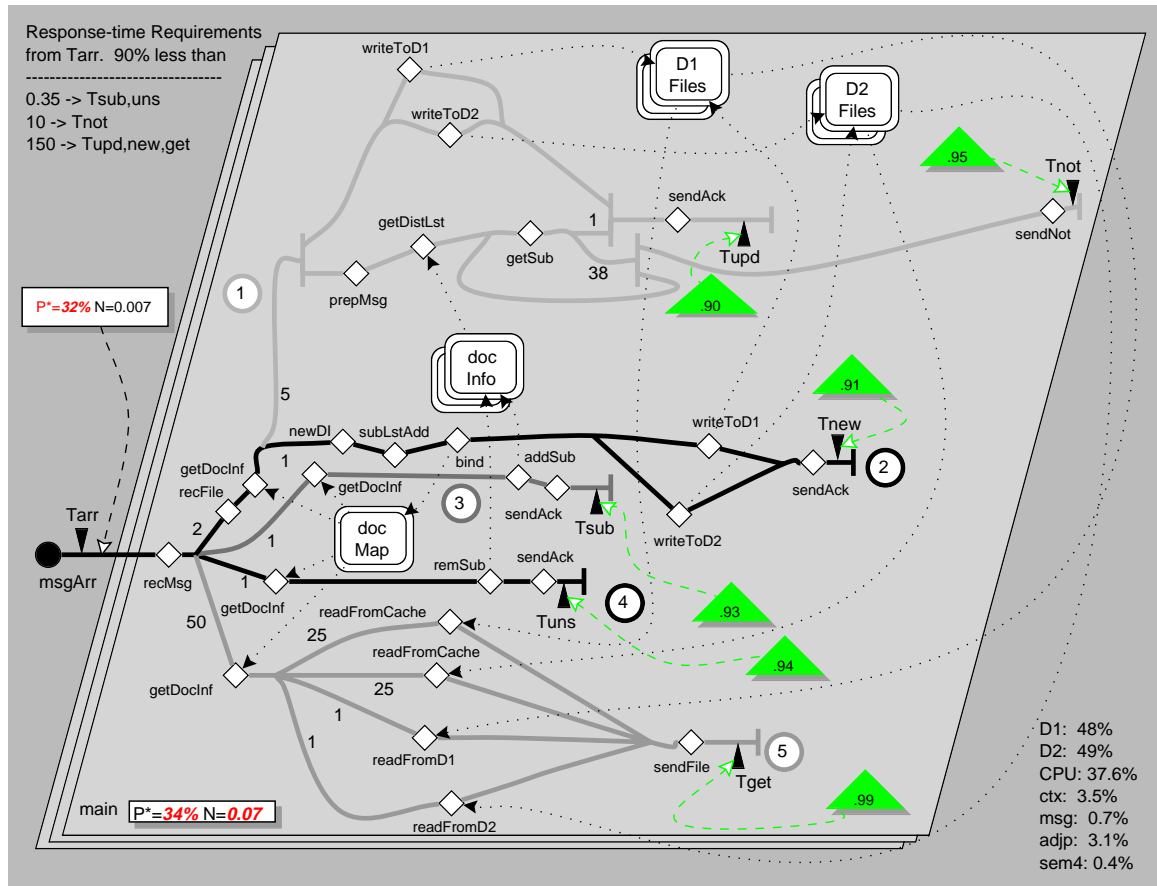 Response-time Requirements
from Tarr.  90% less than
--------------------------------
0.35 -> Tsub,uns
10 -> Tnot
150 -> Tupd,new,get
writeToD1
D1
Files
D2
Files
writeToD2
.95
Tnot
sendNot
getDistLst
sendAck
1
Tupd
getSub
38
prepMsg
1
.90
P*=32% N=0.007
doc
Info
5
.91
newDI
subLstAdd
writeToD1
Tnew
1
bind
2
sendAck
getDocInf
recFile
getDocInf
addSub
3
sendAck
Tsub
writeToD2
Tarr
2
1
doc
Map
msgArr
recMsg
1
getDocInf
remSub
sendAck
Tuns
4
.93
50
readFromCache
25
readFromCache
.94
getDocInf
25
1
1
readFromD1
sendFile
5
Tget
.99
main
P*=34% N=0.07
readFromD2
D1:  48%
D2:  49%
CPU: 37.6%
ctx:  3.5%
msg:  0.7%
adjp:  3.1%
sem4: 0.4%